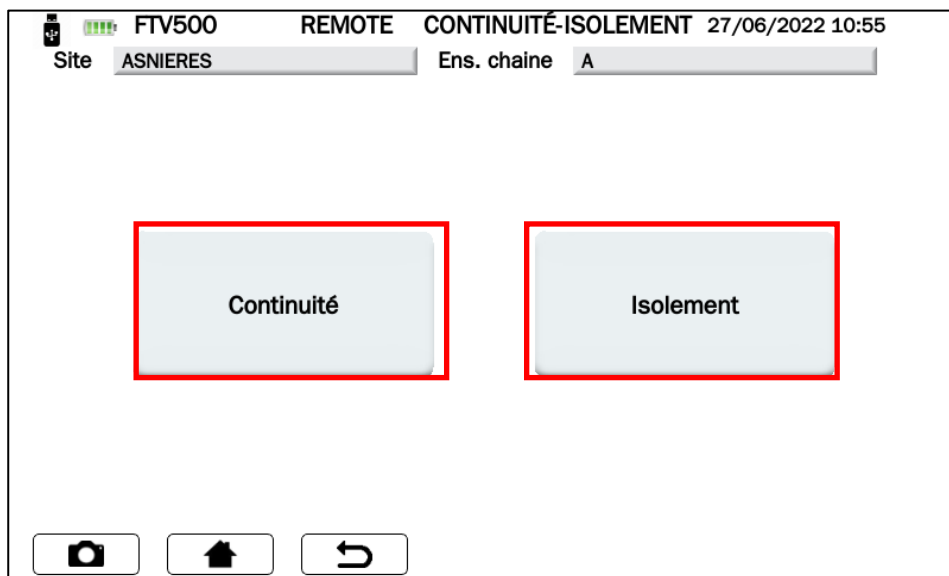 FTV500 REMOTE CONTINUITÉ-ISOLEMENT 27/06/2022 10:55
Site ASNIERES Ens. chaine A
Continuité Isolement